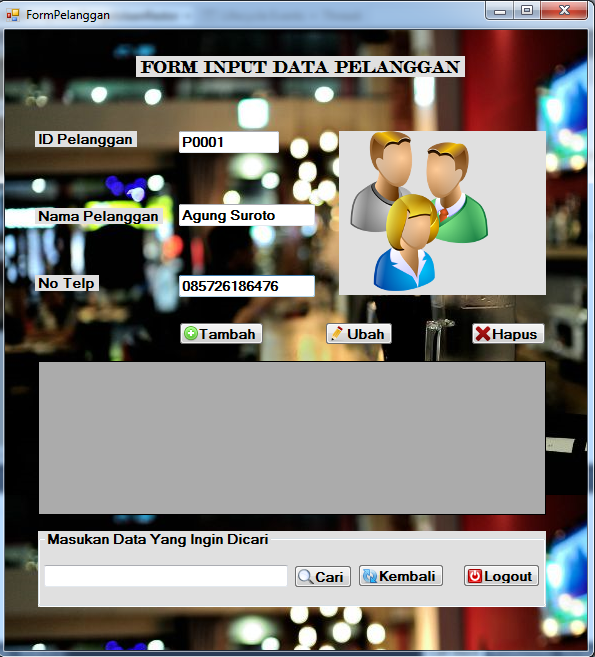 FormPelanggan
FORM INPUT DATA PELANGGAN
ID Pelanggan P0001
Nama Pelanggan Agung Suroto
No Telp 085726186476
Tambah Ubah Hapus
Masukan Data Yang Ingin Dicari
Cari Kembali Logout